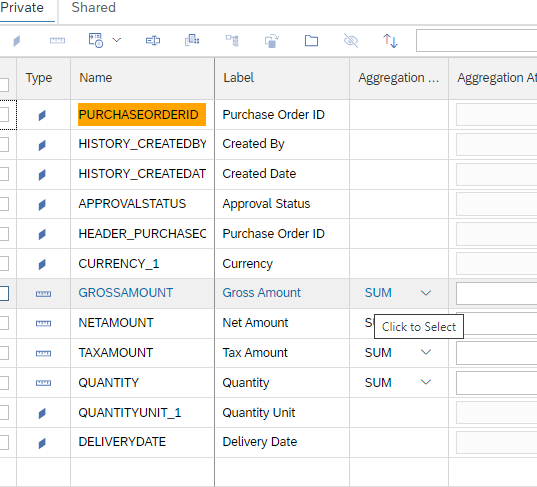 Private Shared
Type Name Label Aggregation ... Aggregation
PURCHASEORDERID Purchase Order ID
HISTORY_CREATEDBY Created By
HISTORY_CREATEDAT Created Date
APPROVALSTATUS Approval Status
HEADER_PURCHASEC Purchase Order ID
CURRENCY_1 Currency
GROSSAMOUNT Gross Amount SUM
NETAMOUNT Net Amount
Click to Select
TAXAMOUNT Tax Amount SUM
QUANTITY Quantity SUM
QUANTITYUNIT_1 Quantity Unit
DELIVERYDATE Delivery Date